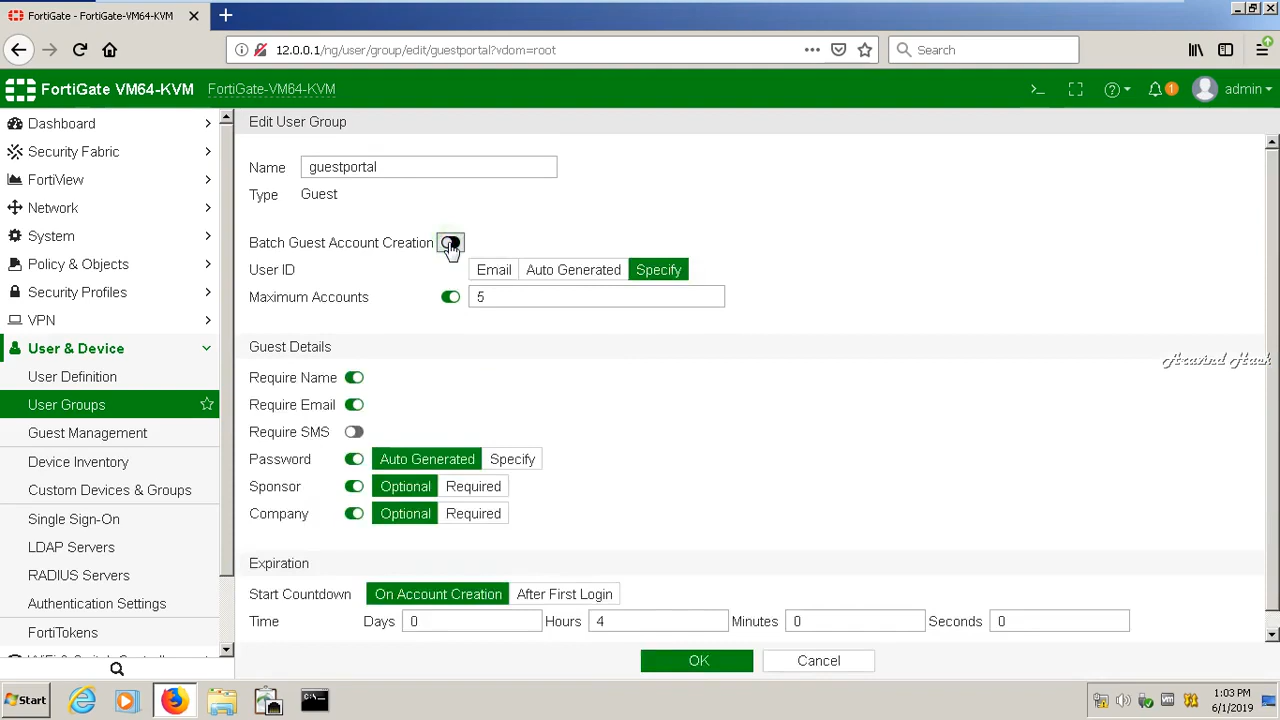 FortiGate - FortiGate-VM64-KVM
12.0.0.1/ng/user/group/edit/guestportal?vdom=root
Search
FortiGate VM64-KVM
FortiGate-VM64-KVM
>_
1
admin
Dashboard
Security Fabric
FortiView
Network
System
Policy & Objects
Security Profiles
VPN
User & Device
User Definition
User Groups
Guest Management
Device Inventory
Custom Devices & Groups
Single Sign-On
LDAP Servers
RADIUS Servers
Authentication Settings
FortiTokens
Edit User Group
Name guestportal
Type Guest
Batch Guest Account Creation
User ID Email Auto Generated Specify
Maximum Accounts 5
Guest Details
Require Name
Require Email
Require SMS
Password Auto Generated Specify
Sponsor Optional Required
Company Optional Required
Expiration
Start Countdown On Account Creation After First Login
Time Days 0 Hours 4 Minutes 0 Seconds 0
OK Cancel
Start
1:03 PM
6/1/2019